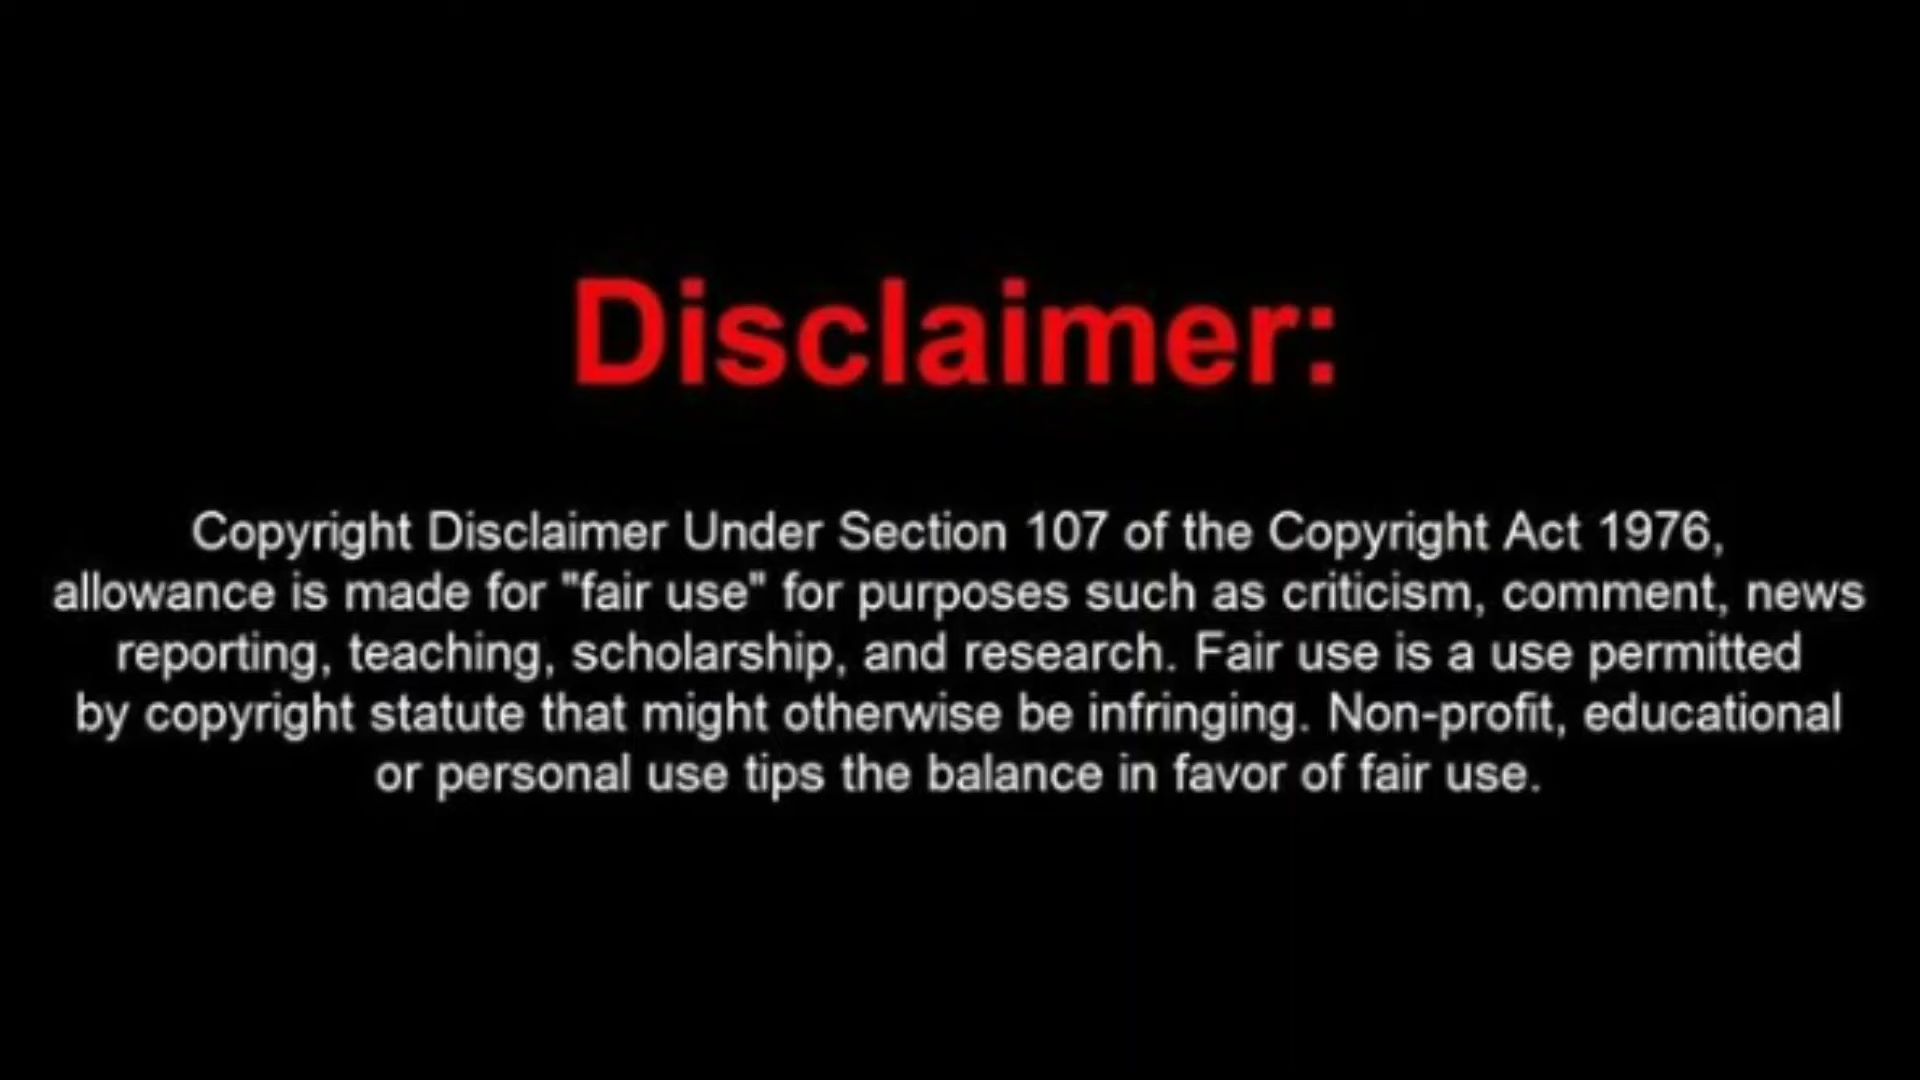 Disclaimer:
Copyright Disclaimer Under Section 107 of the Copyright Act 1976,
allowance is made for "fair use" for purposes such as criticism, comment, news
reporting, teaching, scholarship, and research. Fair use is a use permitted
by copyright statute that might otherwise be infringing. Non-profit, educational
or personal use tips the balance in favor of fair use.